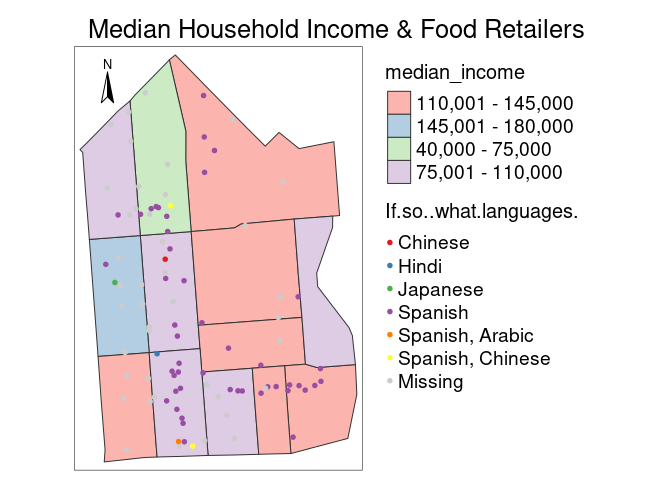 Median Household Income & Food Retailers
N
median_income
110,001 - 145,000
145,001 - 180,000
40,000 - 75,000
75,001 - 110,000
If.so..what.languages.
Chinese
Hindi
Japanese
Spanish
Spanish, Arabic
Spanish, Chinese
Missing